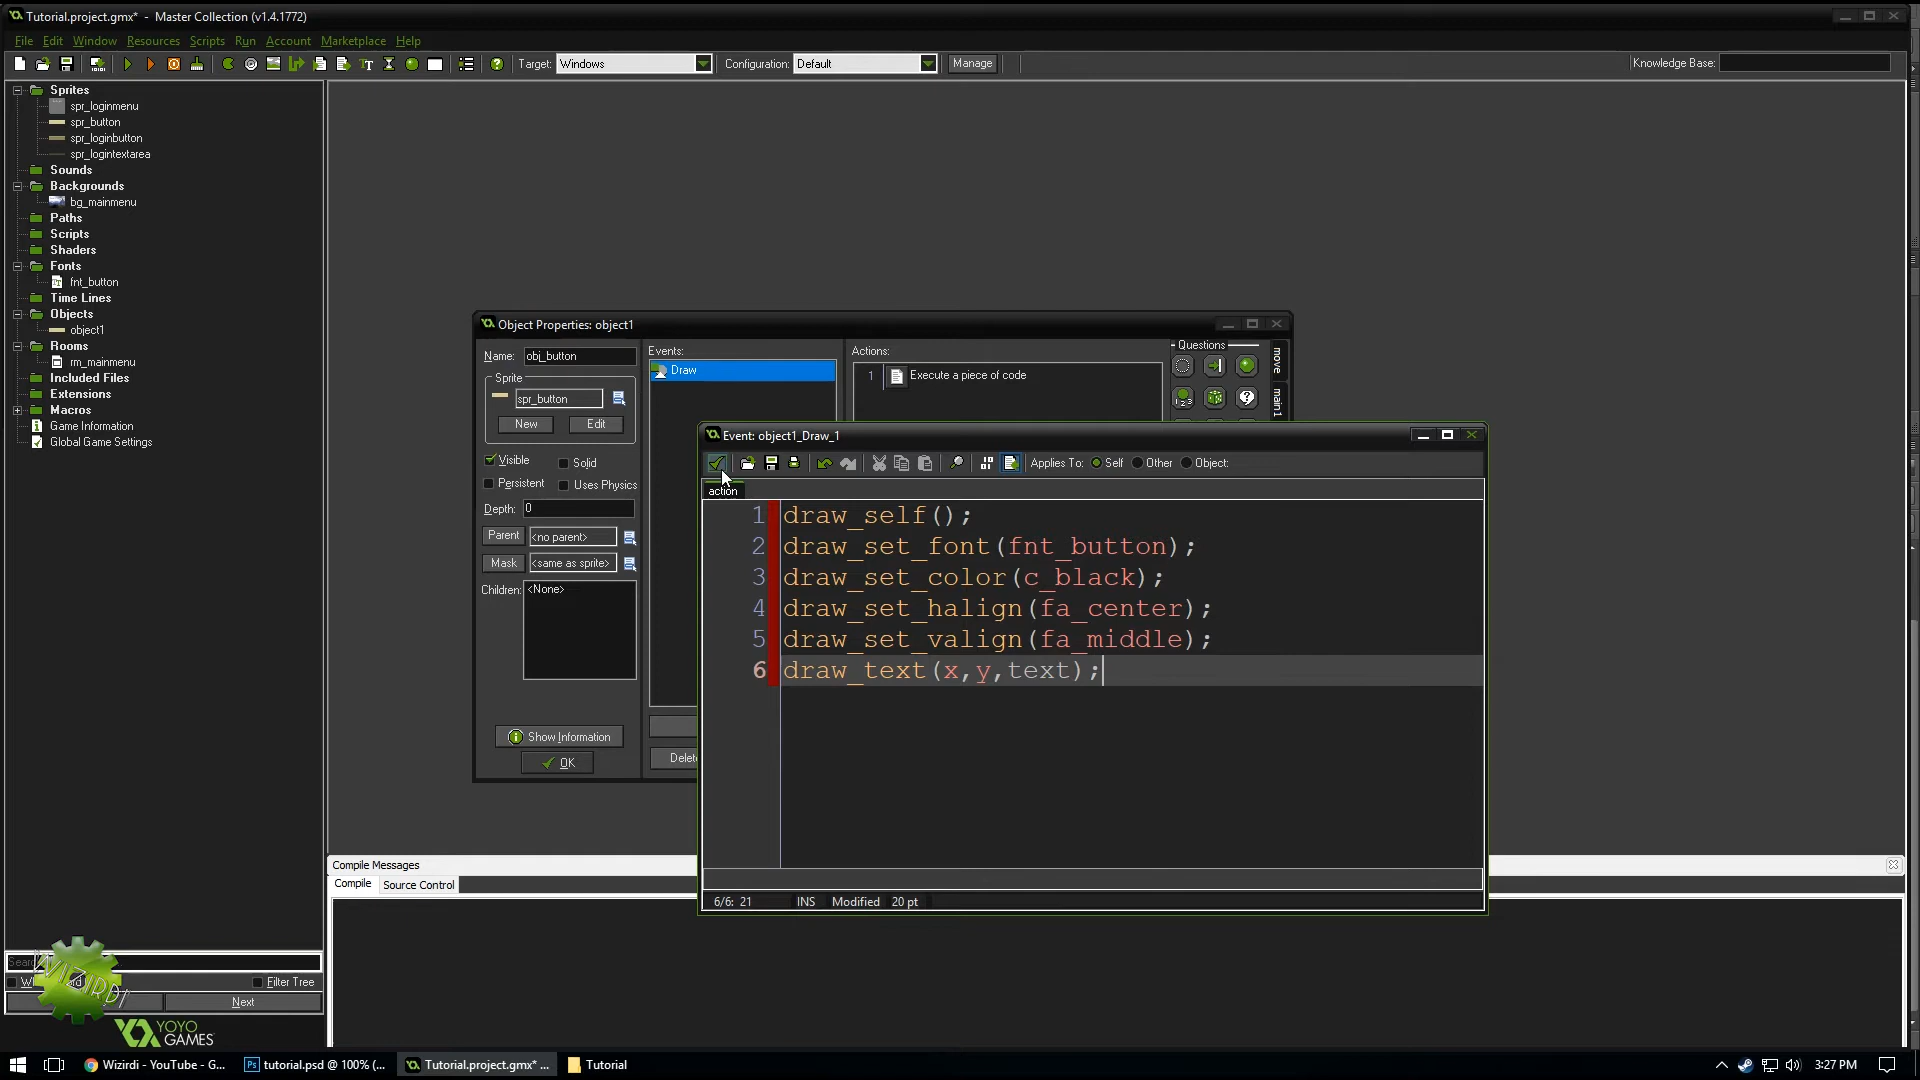 Tutorial.project.gmx* - Master Collection (v1.4.1772)
File Edit Window Resources Scripts Run Account Marketplace Help
Target: Windows Configuration: Default Manage Knowledge Base:
Sprites
spr_loginmenu
spr_button
spr_loginbutton
spr_logintextarea
Sounds
Backgrounds
bg_mainmenu
Paths
Scripts
Shaders
Fonts
fnt_button
Time Lines
Objects
object1
Rooms
rm_mainmenu
Included Files
Extensions
Macros
Game Information
Global Game Settings
Object Properties: object1
Name: obj_button
Sprite
spr_button
New Edit
Visible Solid
Persistent Uses Physics
Depth: 0
Parent <no parent>
Mask <same as sprite>
Children: <None>
Show Information
OK
Events:
Draw
Delete
Actions:
1 Execute a piece of code
Questions
move
main1
Event: object1_Draw_1
Applies To: Self Other Object:
action
1 draw_self();
2 draw_set_font(fnt_button);
3 draw_set_color(c_black);
4 draw_set_halign(fa_center);
5 draw_set_valign(fa_middle);
6 draw_text(x,y,text);
6/6: 21 INS Modified 20 pt
Compile Messages
Compile Source Control
Filter Tree
Next
WIZIRDI
YOYO
GAMES
Wizirdi - YouTube - G... tutorial.psd @ 100% (... Tutorial.project.gmx* ... Tutorial
3:27 PM